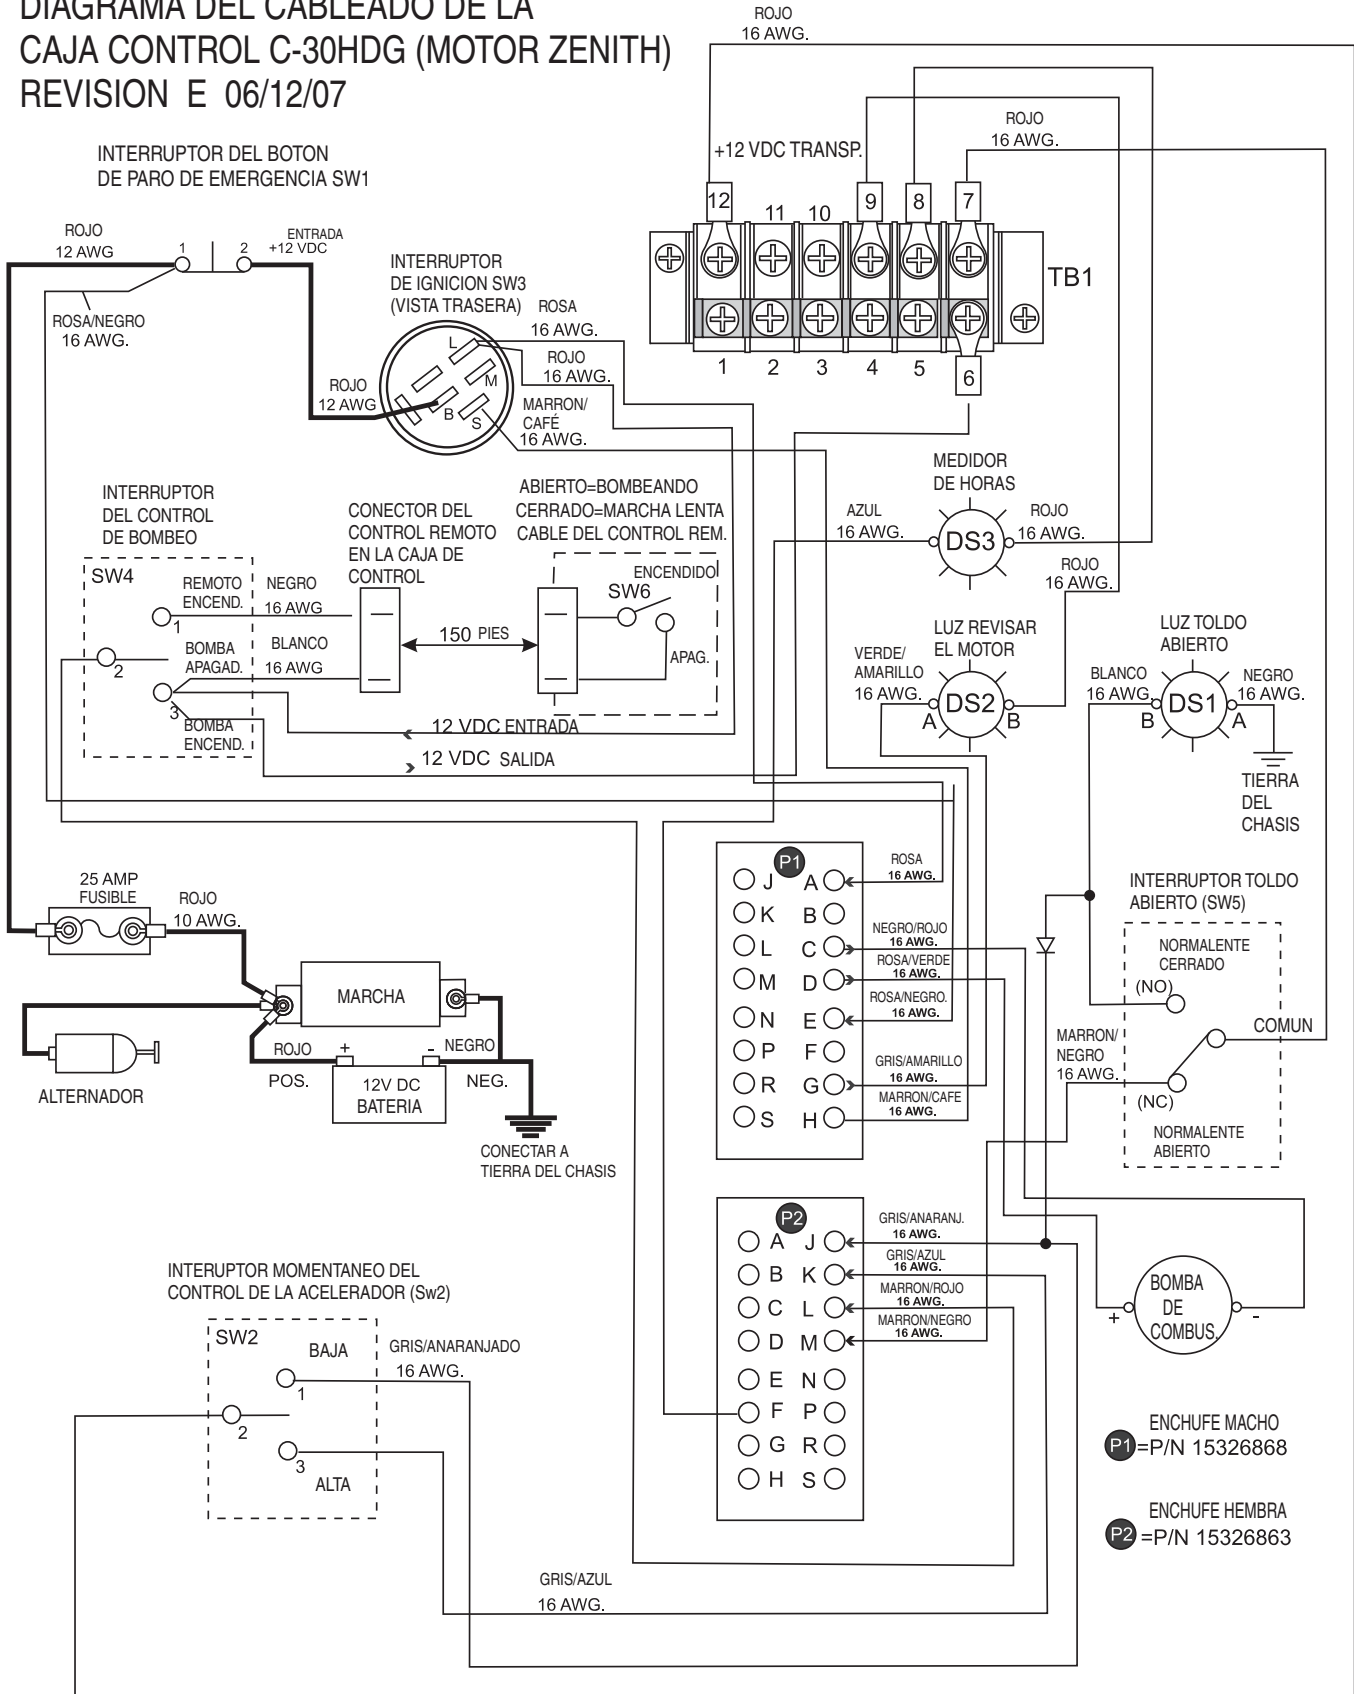 DIAGRAMA DEL CABLEADO DE LA
CAJA CONTROL C-30HDG (MOTOR ZENITH)
REVISION E 06/12/07
ROJO
16 AWG.
INTERRUPTOR DEL BOTON
DE PARO DE EMERGENCIA SW1
ROJO
12 AWG
1
2
ENTRADA
+12 VDC
ROSA/NEGRO
16 AWG.
INTERRUPTOR
DE IGNICION SW3
(VISTA TRASERA)
L
M
B
S
ROJO
12 AWG
ROSA
16 AWG.
ROJO
16 AWG.
MARRON/
CAFÉ
16 AWG.
+12 VDC TRANSP.
ROJO
16 AWG.
12
11
10
9
8
7
TB1
1
2
3
4
5
6
INTERRUPTOR
DEL CONTROL
DE BOMBEO
SW4
REMOTO
ENCEND.
1
BOMBA
APAGAD.
2
3
BOMBA
ENCEND.
NEGRO
16 AWG
BLANCO
16 AWG
CONECTOR DEL
CONTROL REMOTO
EN LA CAJA DE
CONTROL
150 PIES
ABIERTO=BOMBEANDO
CERRADO=MARCHA LENTA
CABLE DEL CONTROL REM.
ENCENDIDO
SW6
APAG.
12 VDC ENTRADA
12 VDC SALIDA
MEDIDOR
DE HORAS
AZUL
16 AWG.
DS3
ROJO
16 AWG.
ROJO
16 AWG.
LUZ REVISAR
EL MOTOR
VERDE/
AMARILLO
16 AWG.
A
DS2
B
LUZ TOLDO
ABIERTO
BLANCO
16 AWG.
B
DS1
A
NEGRO
16 AWG.
TIERRA
DEL
CHASIS
25 AMP
FUSIBLE
ROJO
10 AWG.
MARCHA
ALTERNADOR
ROJO
POS.
+
-
12V DC
BATERIA
NEGRO
NEG.
CONECTAR A
TIERRA DEL CHASIS
P1
J A
K B
L C
M D
N E
P F
R G
S H
ROSA
16 AWG.
NEGRO/ROJO
16 AWG.
ROSA/VERDE
16 AWG.
ROSA/NEGRO.
16 AWG.
GRIS/AMARILLO
16 AWG.
MARRON/CAFE
16 AWG.
INTERRUPTOR TOLDO
ABIERTO (SW5)
NORMALENTE
CERRADO
(NO)
COMUN
MARRON/
NEGRO
16 AWG.
(NC)
NORMALENTE
ABIERTO
P2
A J
B K
C L
D M
E N
F P
G R
H S
GRIS/ANARANJ.
16 AWG.
GRIS/AZUL
16 AWG.
MARRON/ROJO
16 AWG.
MARRON/NEGRO
16 AWG.
BOMBA
DE
COMBUS.
+
-
INTERUPTOR MOMENTANEO DEL
CONTROL DE LA ACELERADOR (Sw2)
SW2
BAJA
1
2
3
ALTA
GRIS/ANARANJADO
16 AWG.
GRIS/AZUL
16 AWG.
ENCHUFE MACHO
P1 =P/N 15326868
ENCHUFE HEMBRA
P2 =P/N 15326863